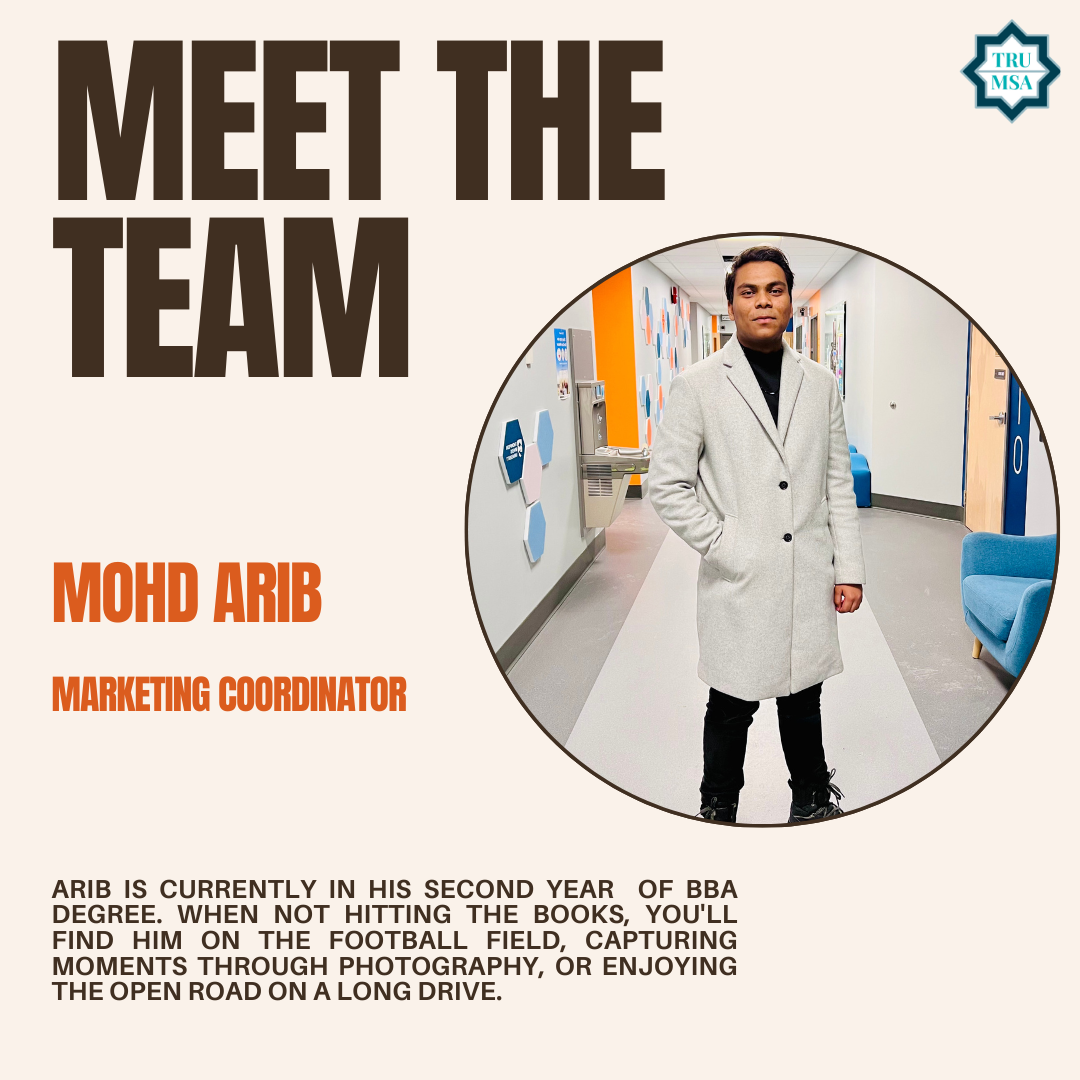 MEET THE
TRU
MSA
TEAM
MOHD ARIB
MARKETING COORDINATOR
ARIB IS CURRENTLY IN HIS SECOND YEAR OF BBA
DEGREE. WHEN NOT HITTING THE BOOKS, YOU'LL
FIND HIM ON THE FOOTBALL FIELD, CAPTURING
MOMENTS THROUGH PHOTOGRAPHY, OR ENJOYING
THE OPEN ROAD ON A LONG DRIVE.